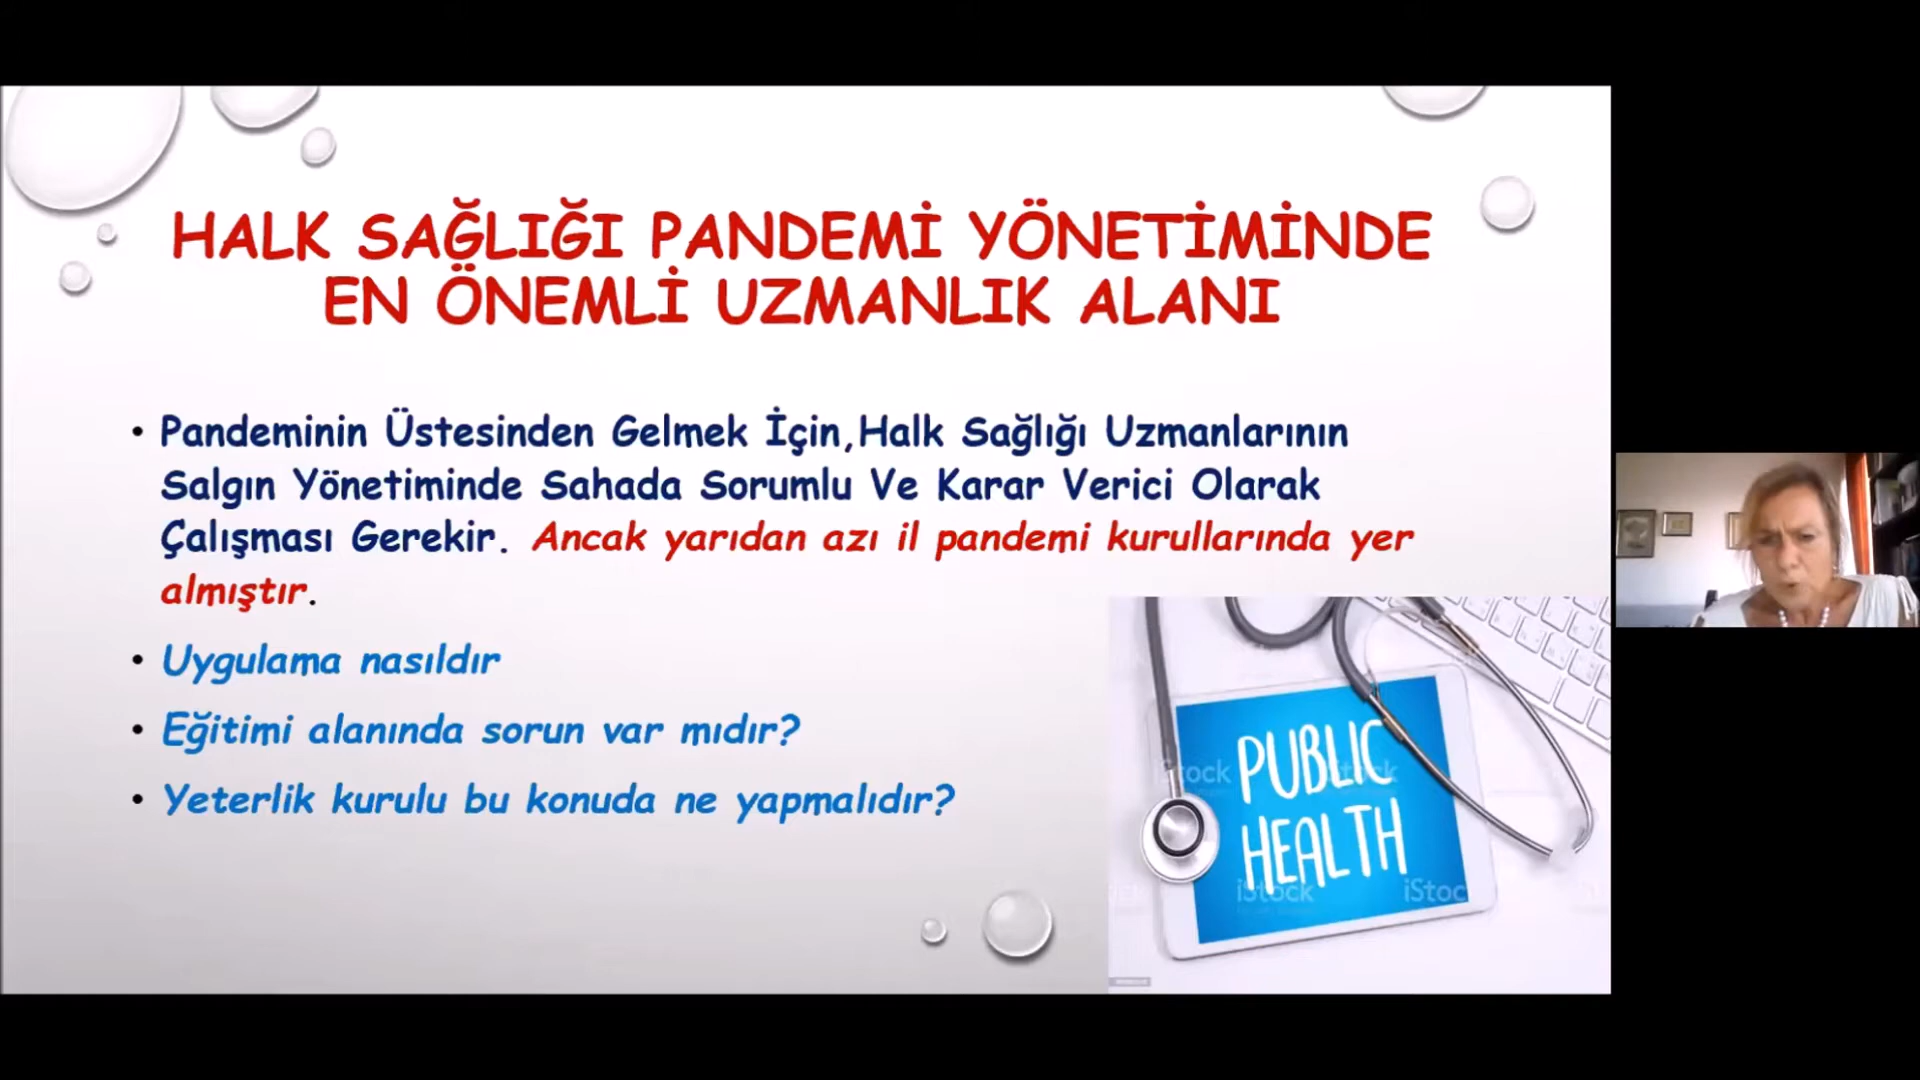 HALK SAĞLIĞI PANDEMİ YÖNETİMİNDE
EN ÖNEMLİ UZMANLIK ALANI
• Pandeminin Üstesinden Gelmek İçin,Halk Sağlığı Uzmanlarının
Salgın Yönetiminde Sahada Sorumlu Ve Karar Verici Olarak
Çalışması Gerekir. Ancak yarıdan azı il pandemi kurullarında yer
almıştır.
• Uygulama nasıldır
• Eğitimi alanında sorun var mıdır?
• Yeterlik kurulu bu konuda ne yapmalıdır?
PUBLIC
HEALTH
iStock